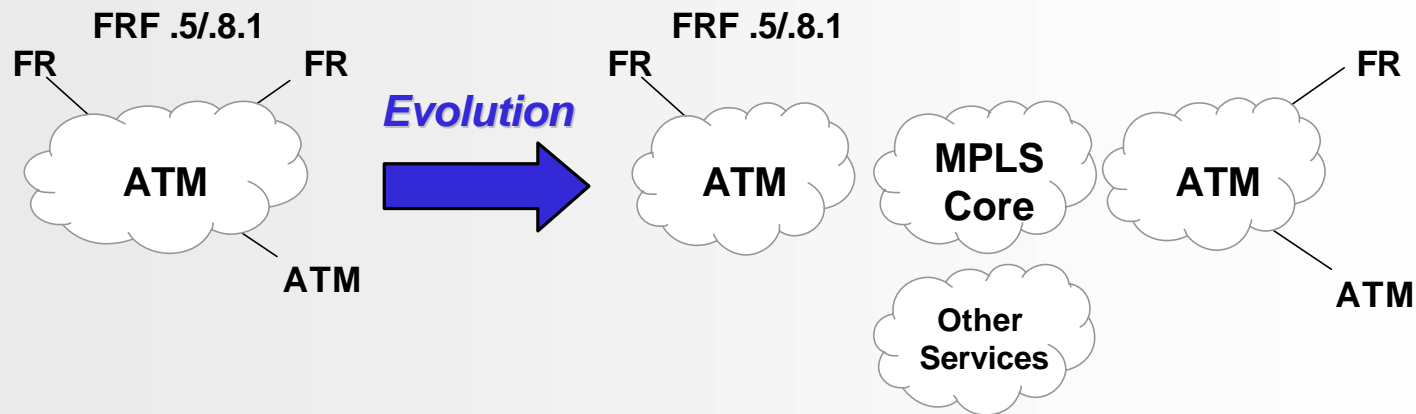 FRF .5/.8.1
FR
FR
ATM
ATM
Evolution
FRF .5/.8.1
FR
ATM
MPLS
Core
ATM
FR
ATM
Other
Services